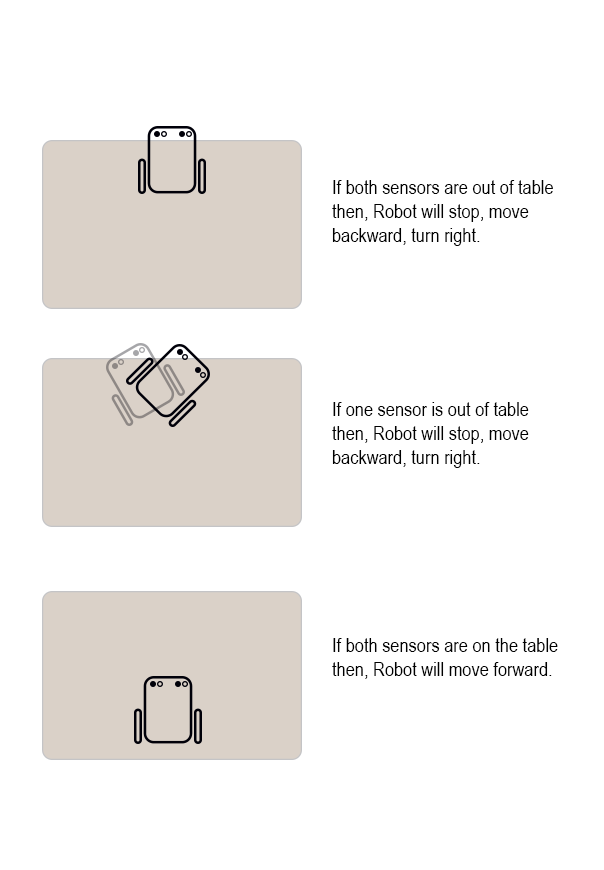 If both sensors are out of table
then, Robot will stop, move
backward, turn right.
If one sensor is out of table
then, Robot will stop, move
backward, turn right.
If both sensors are on the table
then, Robot will move forward.